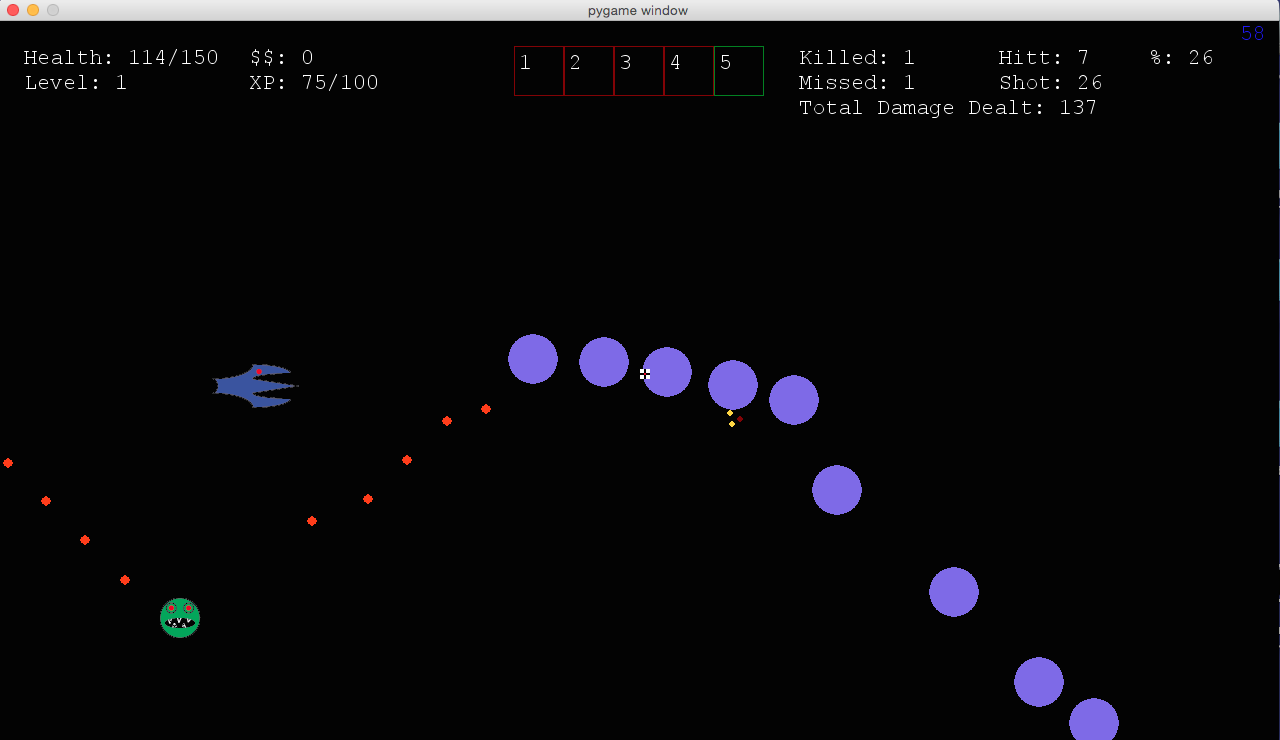 pygame window
58
Health: 114/150 $$: 0
Level: 1 XP: 75/100
1 2 3 4 5
Killed: 1 Hitt: 7 %: 26
Missed: 1 Shot: 26
Total Damage Dealt: 137